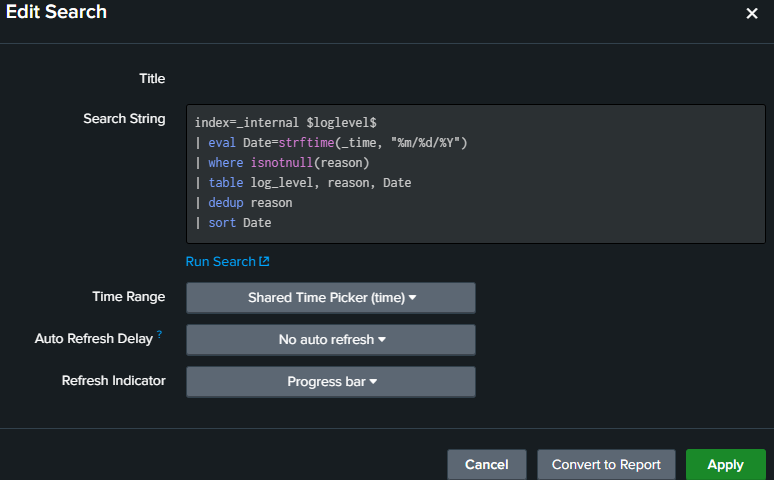 Edit Search
Title
Search String
index=_internal $loglevel$
| eval Date=strftime(_time, "%m/%d/%Y")
| where isnotnull(reason)
| table log_level, reason, Date
| dedup reason
| sort Date
Run Search
Time Range
Shared Time Picker (time)
Auto Refresh Delay ?
No auto refresh
Refresh Indicator
Progress bar
Cancel
Convert to Report
Apply